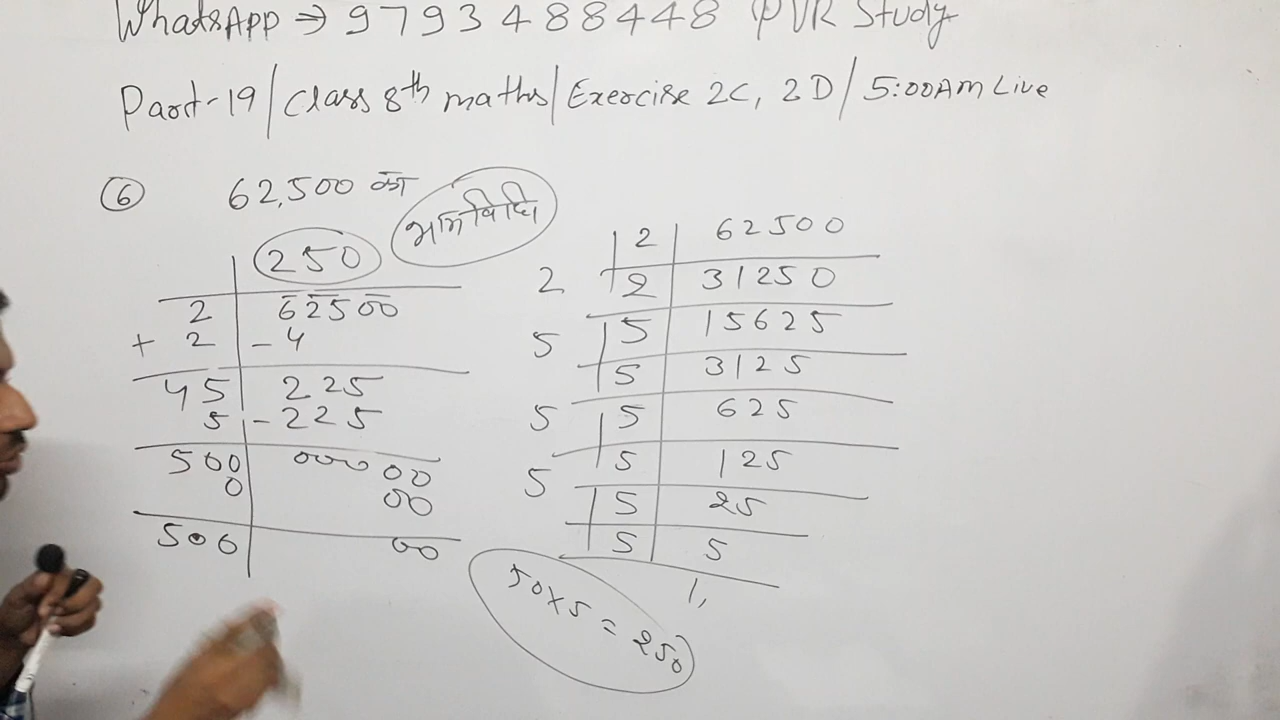 WhatsAPP ⇒ 9793488448 PVR Study
Part-19/Class 8th maths/Exercise 2C, 2D/5:00AM Live
⑥ 62,500 का
भागविधि
250
2 62500
+ 2 - 4
45 225
5 - 225
500 000 00
0 00
500 00
2 62500
2 2 31250
5 15625
5 5 3125
5 5 625
5 125
5 5 25
5 5
1,
50×5 = 250